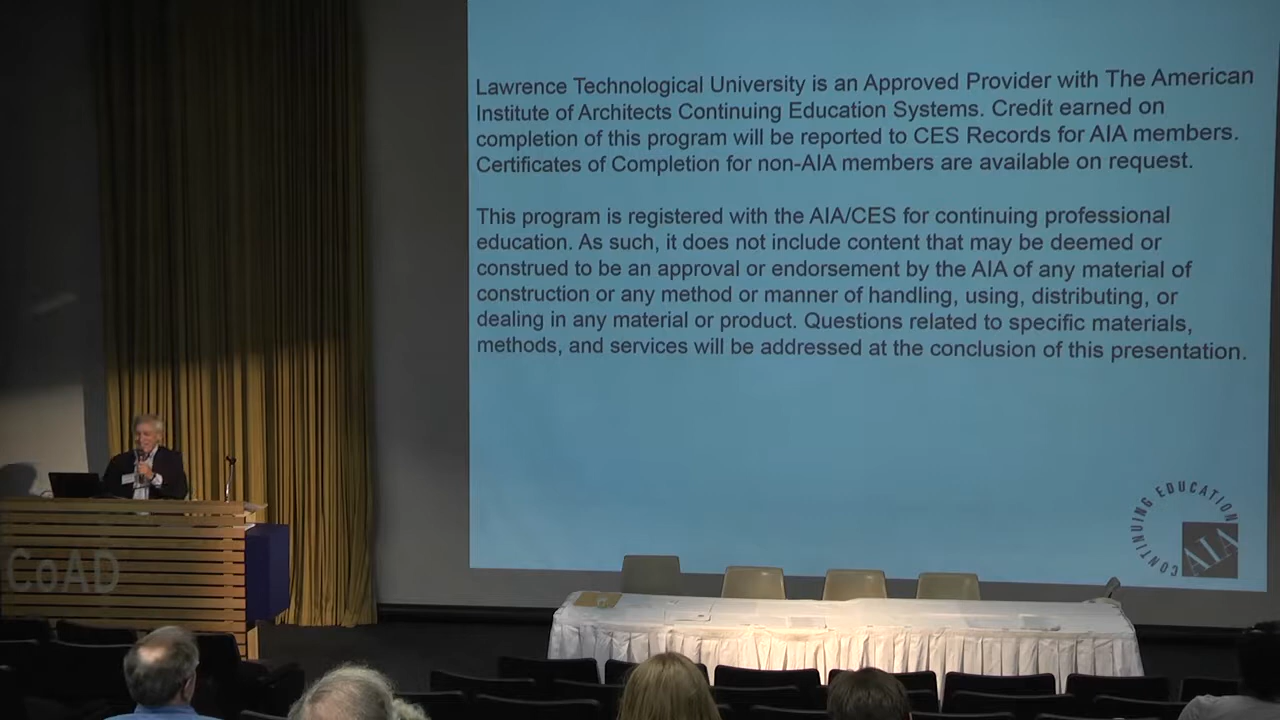 Lawrence Technological University is an Approved Provider with The American
Institute of Architects Continuing Education Systems. Credit earned on
completion of this program will be reported to CES Records for AIA members.
Certificates of Completion for non-AIA members are available on request.
This program is registered with the AIA/CES for continuing professional
education. As such, it does not include content that may be deemed or
construed to be an approval or endorsement by the AIA of any material of
construction or any method or manner of handling, using, distributing, or
dealing in any material or product. Questions related to specific materials,
methods, and services will be addressed at the conclusion of this presentation.
CONTINUING EDUCATION
AIA
CoAD